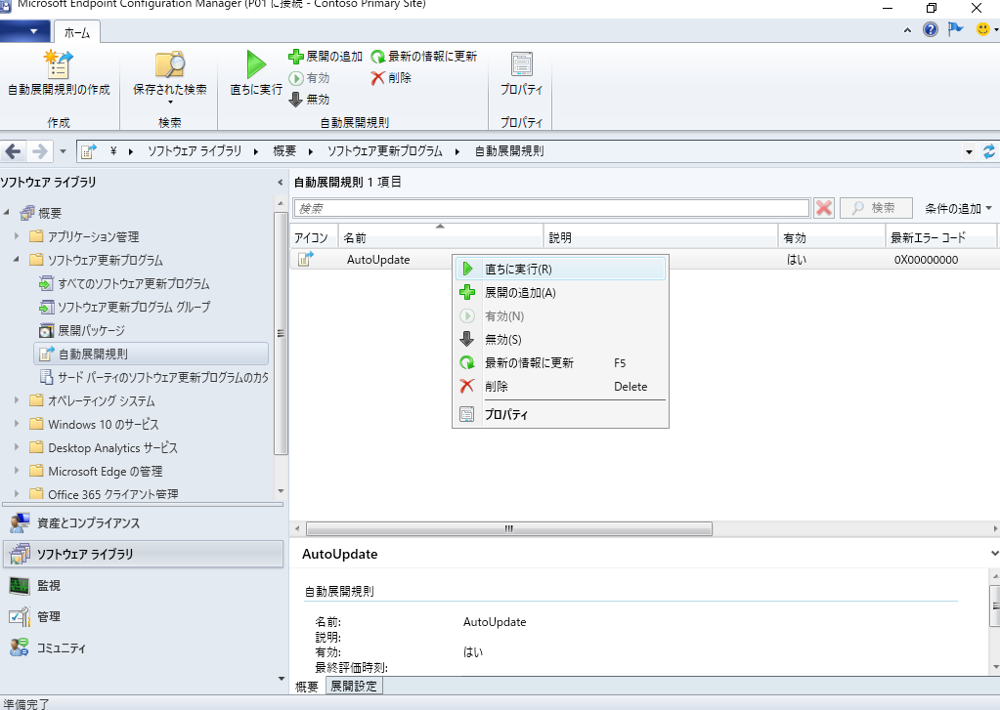 Microsoft Endpoint Configuration Manager (P01 に接続 - Contoso Primary Site)
ホーム
自動展開規則の作成
保存された検索
直ちに実行
展開の追加
有効
無効
最新の情報に更新
削除
プロパティ
作成
検索
自動展開規則
プロパティ
¥ ソフトウェア ライブラリ 概要 ソフトウェア更新プログラム 自動展開規則
ソフトウェア ライブラリ
概要
アプリケーション管理
ソフトウェア更新プログラム
すべてのソフトウェア更新プログラム
ソフトウェア更新プログラム グループ
展開パッケージ
自動展開規則
サード パーティのソフトウェア更新プログラムのカタ
オペレーティング システム
Windows 10 のサービス
Desktop Analytics サービス
Microsoft Edge の管理
Office 365 クライアント管理
資産とコンプライアンス
ソフトウェア ライブラリ
監視
管理
コミュニティ
自動展開規則 1 項目
検索
検索
条件の追加
アイコン 名前 説明 有効 最新エラー コード
AutoUpdate はい 0X00000000
直ちに実行(R)
展開の追加(A)
有効(N)
無効(S)
最新の情報に更新 F5
削除 Delete
プロパティ
AutoUpdate
自動展開規則
名前: AutoUpdate
説明:
有効: はい
最終評価時刻:
概要 展開設定
準備完了